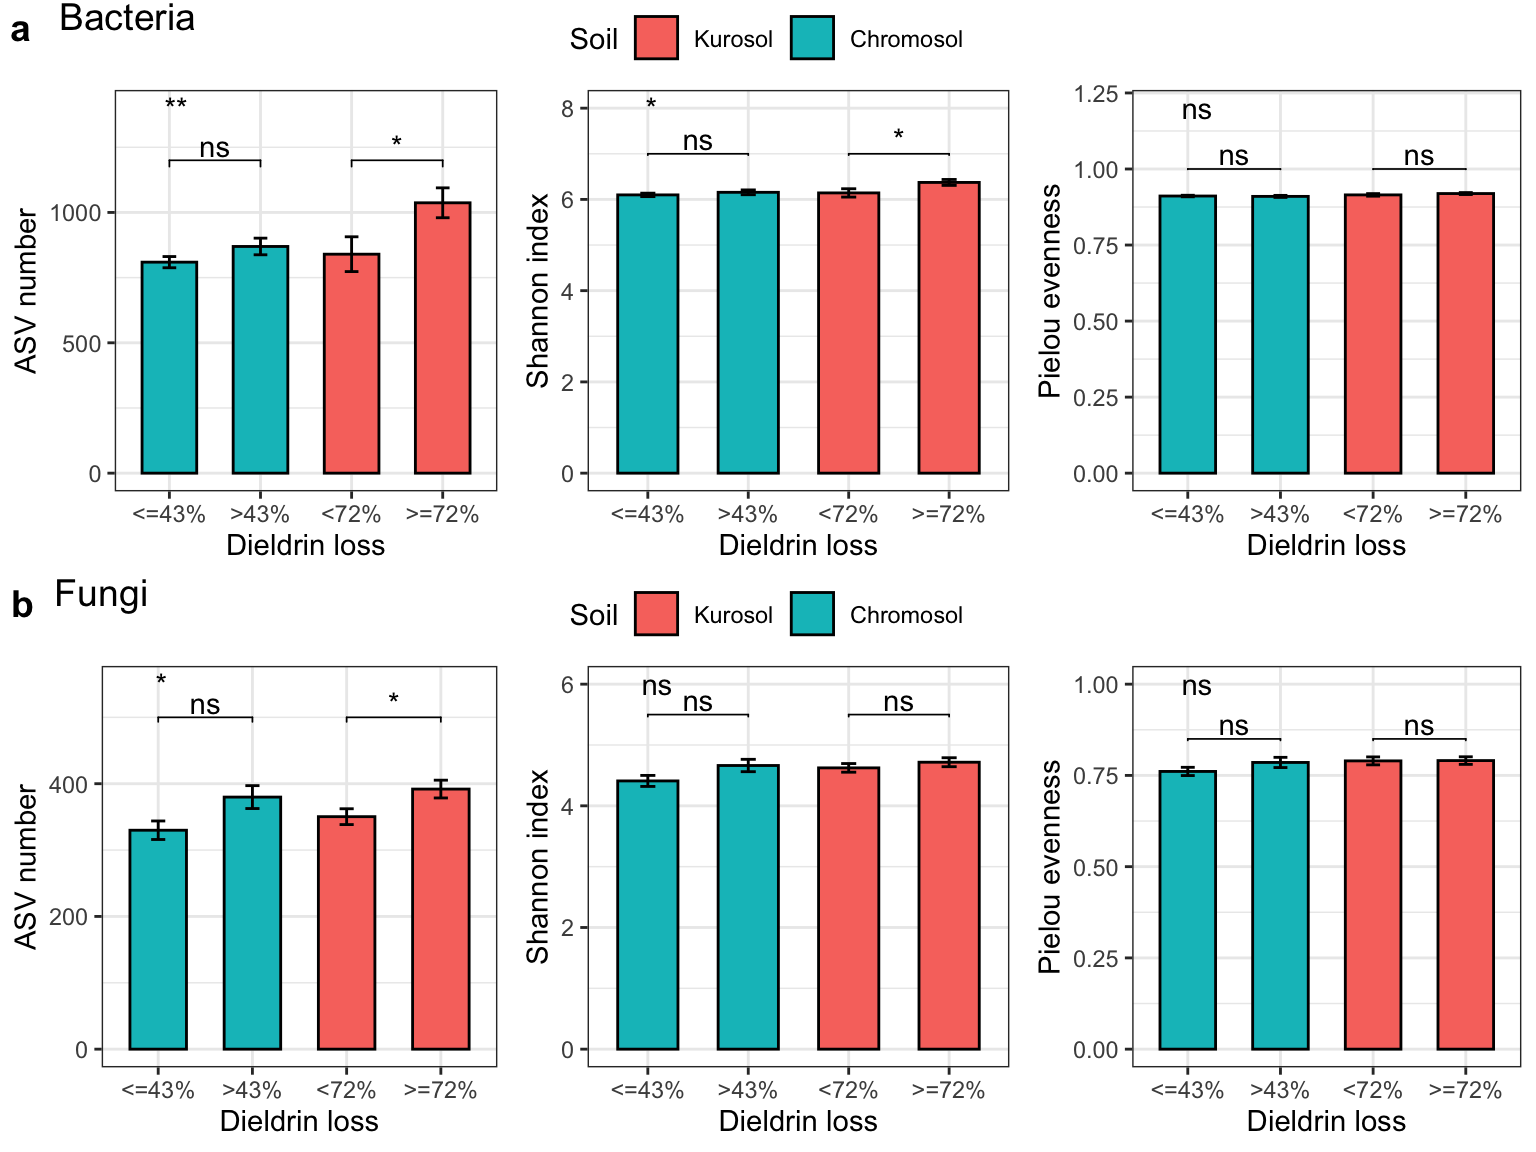 a Bacteria
Soil Kurosol Chromosol
ASV number
1000
500
0
**
ns
*
<=43% >43% <72% >=72%
Dieldrin loss
Shannon index
8
6
4
2
0
*
ns
*
<=43% >43% <72% >=72%
Dieldrin loss
Pielou evenness
1.25
1.00
0.75
0.50
0.25
0.00
ns
ns
ns
<=43% >43% <72% >=72%
Dieldrin loss
b Fungi
Soil Kurosol Chromosol
ASV number
400
200
0
*
ns
*
<=43% >43% <72% >=72%
Dieldrin loss
Shannon index
6
4
2
0
ns
ns
ns
<=43% >43% <72% >=72%
Dieldrin loss
Pielou evenness
1.00
0.75
0.50
0.25
0.00
ns
ns
ns
<=43% >43% <72% >=72%
Dieldrin loss